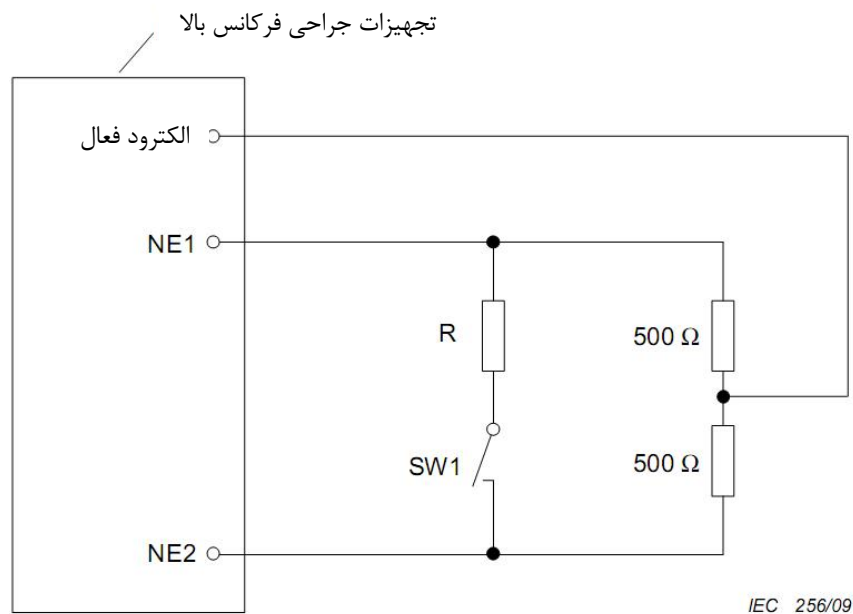 تجهیزات جراحی فرکانس بالا
الکترود فعال
NE1
R
500 Ω
SW1
500 Ω
NE2
IEC 256/09